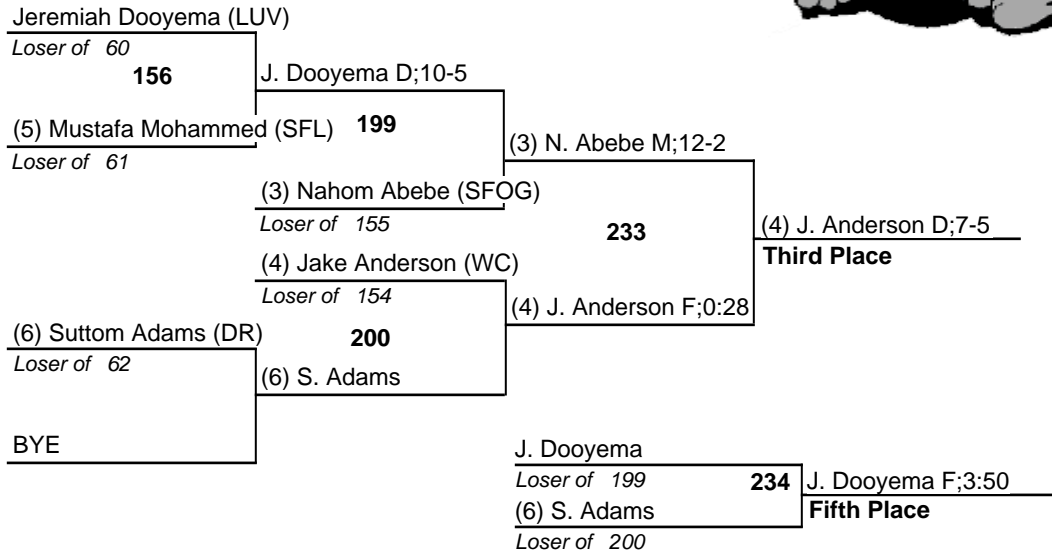 Jeremiah Dooyema (LUV)
Loser of 60
156
J. Dooyema D;10-5
(5) Mustafa Mohammed (SFL)
199
Loser of 61
(3) N. Abebe M;12-2
(3) Nahom Abebe (SFOG)
Loser of 155
233
(4) J. Anderson D;7-5
Third Place
(4) Jake Anderson (WC)
Loser of 154
(4) J. Anderson F;0:28
(6) Suttom Adams (DR)
200
Loser of 62
(6) S. Adams
BYE
J. Dooyema
Loser of 199
234
J. Dooyema F;3:50
(6) S. Adams
Fifth Place
Loser of 200